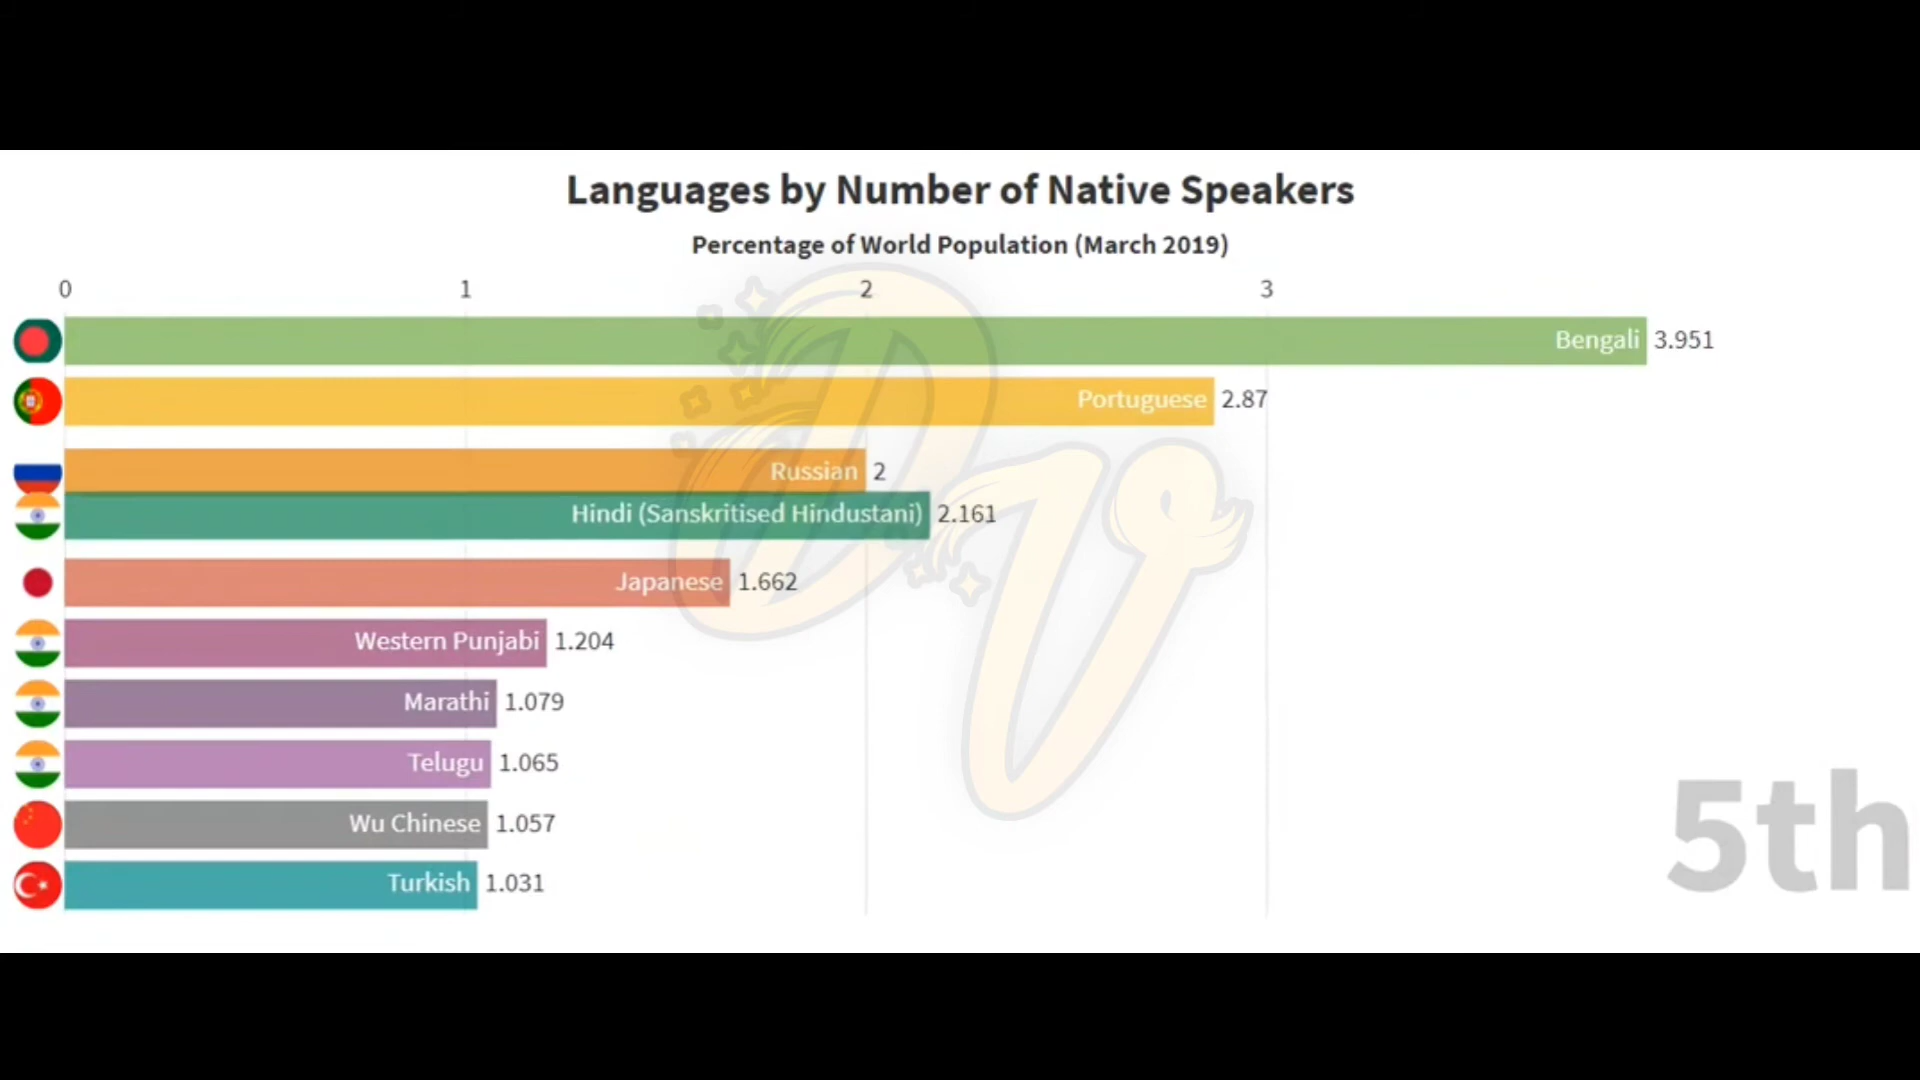 Languages by Number of Native Speakers
Percentage of World Population (March 2019)
0 1 2 3
Bengali 3.951
Portuguese 2.87
Russian 2
Hindi (Sanskritised Hindustani) 2.161
Japanese 1.662
Western Punjabi 1.204
Marathi 1.079
Telugu 1.065
Wu Chinese 1.057
Turkish 1.031
5th
DV